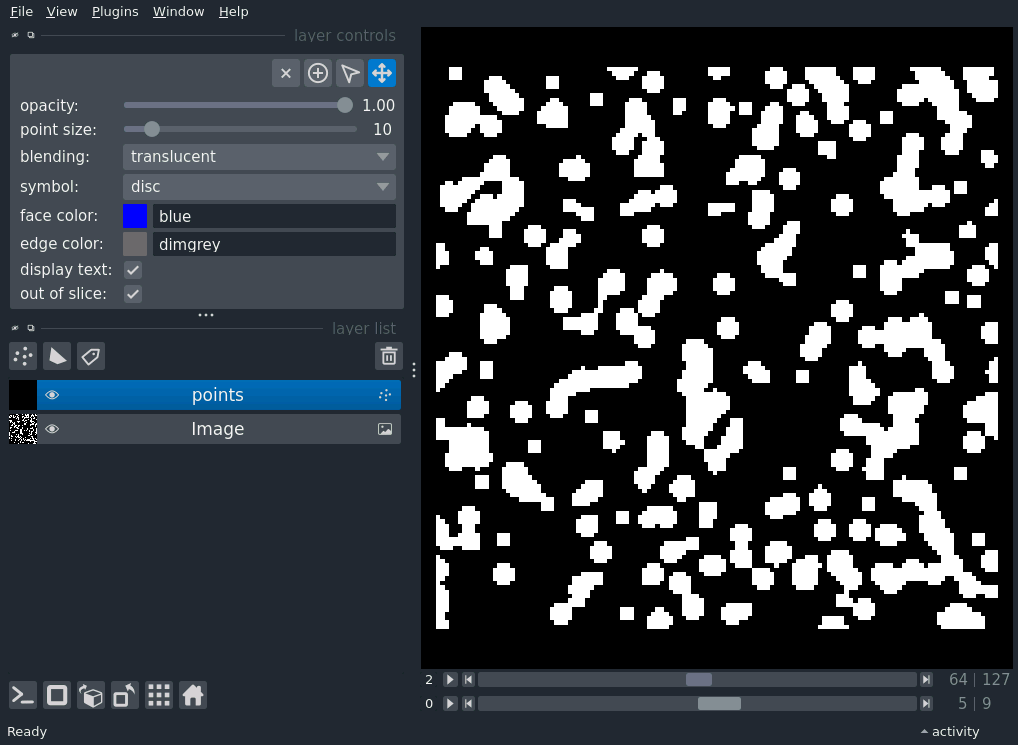 File View Plugins Window Help
layer controls
opacity: 1.00
point size: 10
blending: translucent
symbol: disc
face color: blue
edge color: dimgrey
display text:
out of slice:
layer list
points
Image
2 64 | 127
0 5 | 9
Ready activity